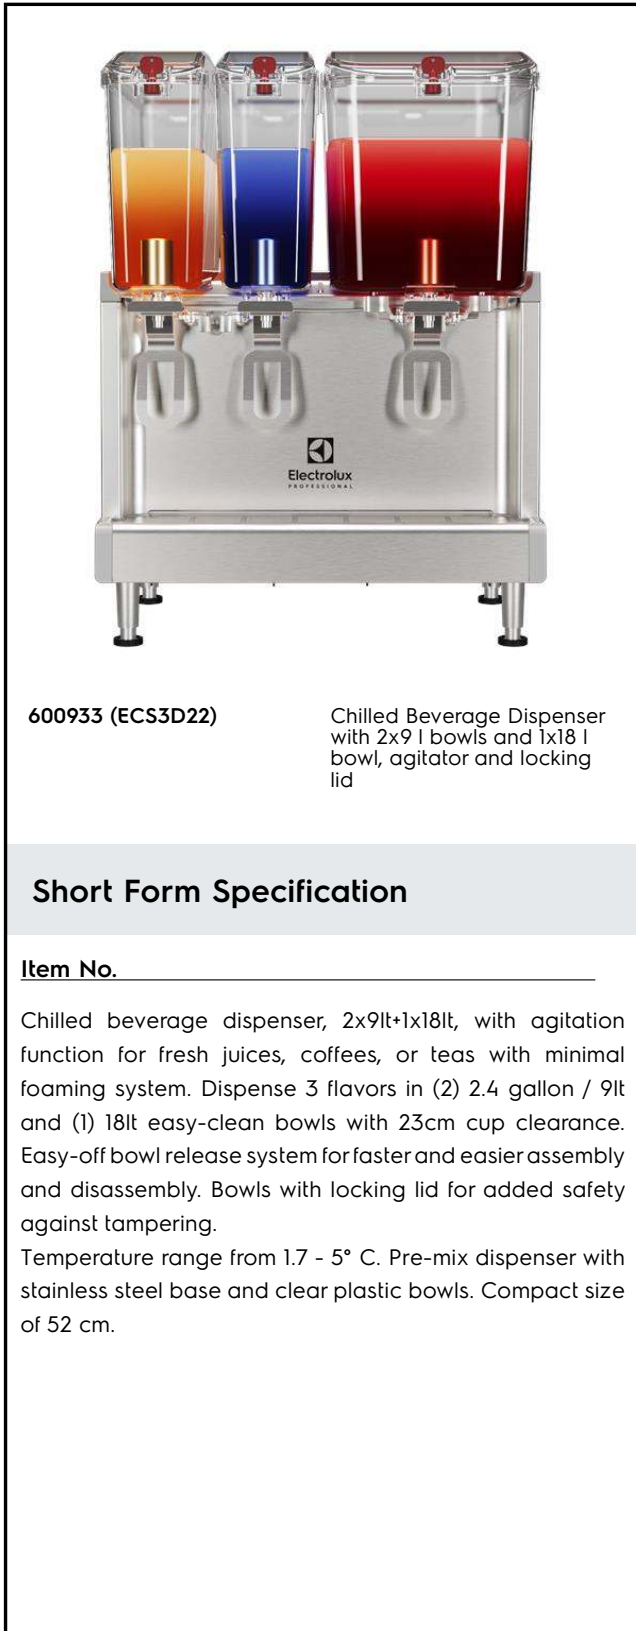 Electrolux
PROFESSIONAL
600933 (ECS3D22)
Chilled Beverage Dispenser
with 2x9 l bowls and 1x18 l
bowl, agitator and locking
lid
Short Form Specification
Item No.
Chilled beverage dispenser, 2x9lt+1x18lt, with agitation
function for fresh juices, coffees, or teas with minimal
foaming system. Dispense 3 flavors in (2) 2.4 gallon / 9lt
and (1) 18lt easy-clean bowls with 23cm cup clearance.
Easy-off bowl release system for faster and easier assembly
and disassembly. Bowls with locking lid for added safety
against tampering.
Temperature range from 1.7 - 5° C. Pre-mix dispenser with
stainless steel base and clear plastic bowls. Compact size
of 52 cm.